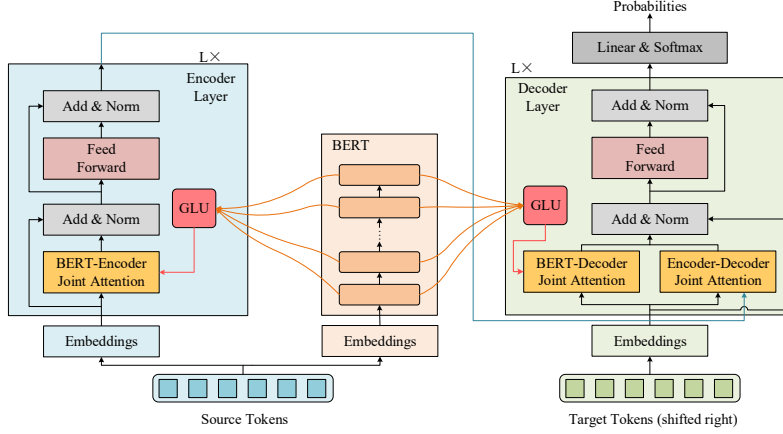 Probabilities
Linear & Softmax
L×
Encoder
Layer
Add & Norm
Feed
Forward
Add & Norm
GLU
BERT-Encoder
Joint Attention
Embeddings
BERT
Embeddings
Source Tokens
L×
Decoder
Layer
Add & Norm
Feed
Forward
GLU
Add & Norm
BERT-Decoder
Joint Attention
Encoder-Decoder
Joint Attention
Embeddings
Target Tokens (shifted right)